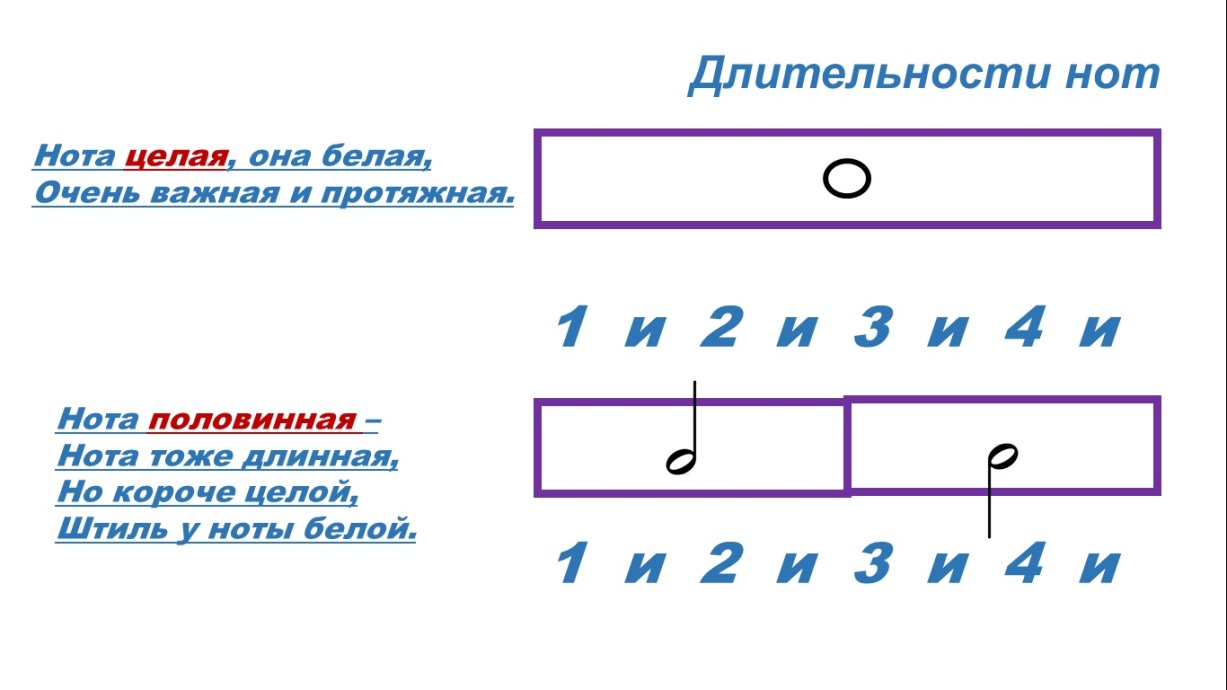 Длительности нот
Нота целая, она белая,
Очень важная и протяжная.
1 и 2 и 3 и 4 и
Нота половинная –
Нота тоже длинная,
Но короче целой,
Штиль у ноты белой.
1 и 2 и 3 и 4 и